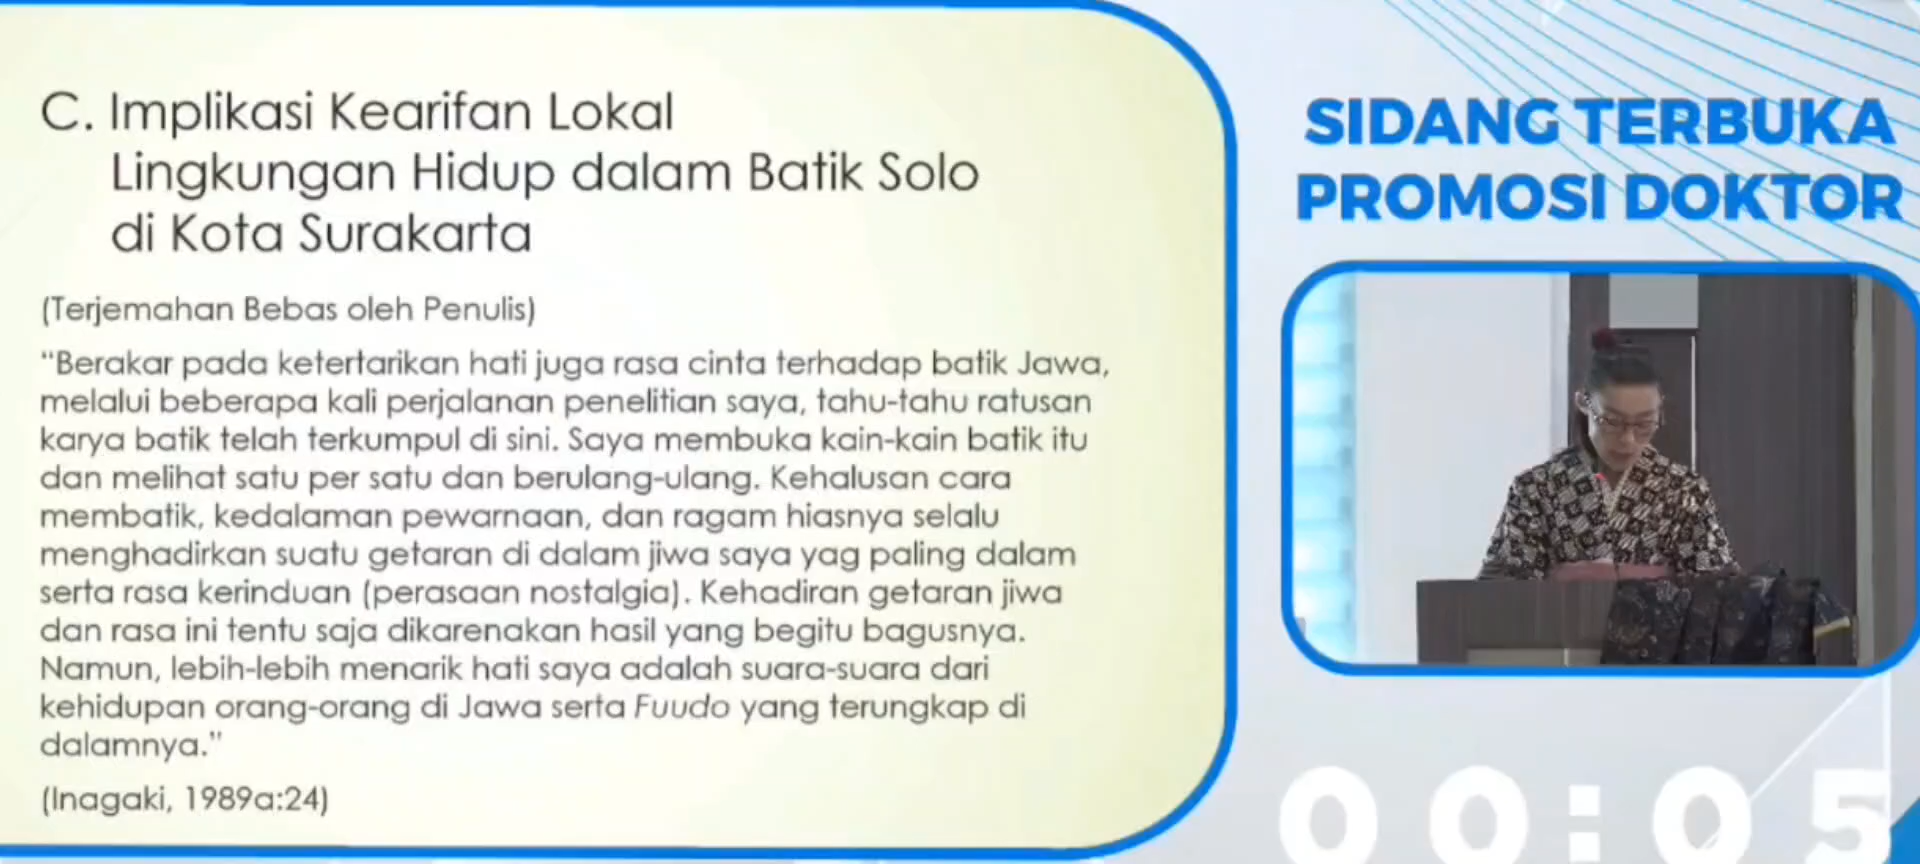 C. Implikasi Kearifan Lokal
Lingkungan Hidup dalam Batik Solo
di Kota Surakarta
(Terjemahan Bebas oleh Penulis)
“Berakar pada ketertarikan hati juga rasa cinta terhadap batik Jawa,
melalui beberapa kali perjalanan penelitian saya, tahu-tahu ratusan
karya batik telah terkumpul di sini. Saya membuka kain-kain batik itu
dan melihat satu per satu dan berulang-ulang. Kehalusan cara
membatik, kedalaman pewarnaan, dan ragam hiasnya selalu
menghadirkan suatu getaran di dalam jiwa saya yag paling dalam
serta rasa kerinduan (perasaan nostalgia). Kehadiran getaran jiwa
dan rasa ini tentu saja dikarenakan hasil yang begitu bagusnya.
Namun, lebih-lebih menarik hati saya adalah suara-suara dari
kehidupan orang-orang di Jawa serta Fuudo yang terungkap di
dalamnya.”
(Inagaki, 1989a:24)
SIDANG TERBUKA
PROMOSI DOKTOR
00:05